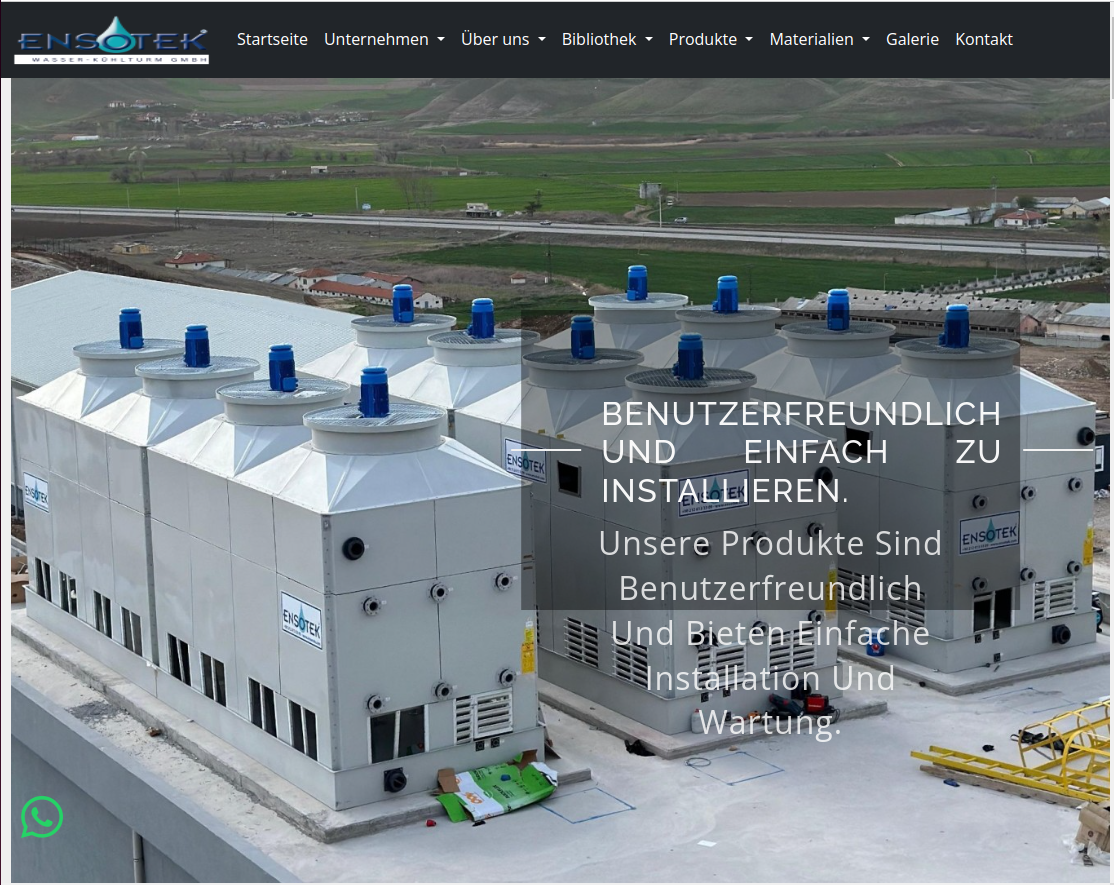 ENSOTEK
WASSER-KÜHLTURM GMBH
Startseite Unternehmen Über uns Bibliothek Produkte Materialien Galerie Kontakt
BENUTZERFREUNDLICH
UND EINFACH ZU
INSTALLIEREN.
Unsere Produkte Sind
Benutzerfreundlich
Und Bieten Einfache
Installation Und
Wartung.
ENSOTEK
ENSOTEK
ENSOTEK
ENSOTEK
ENSOTEK